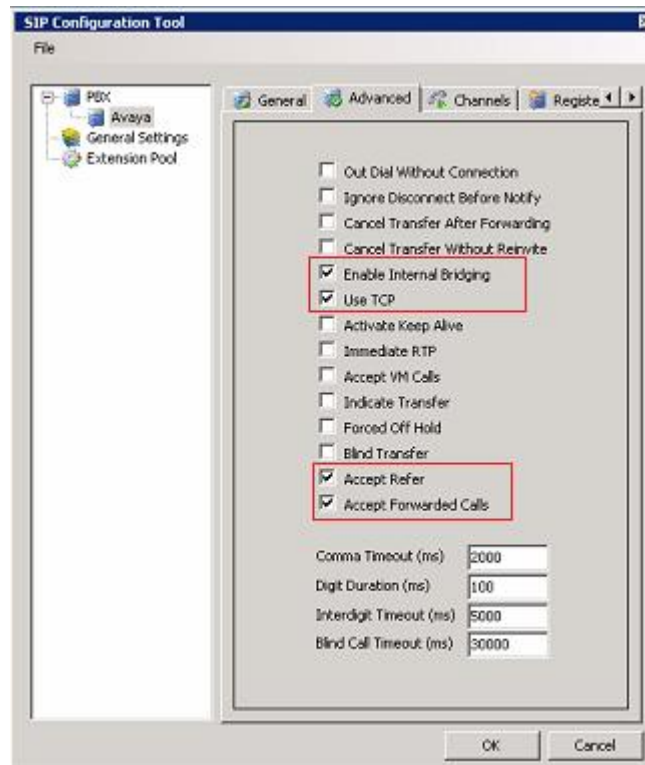 SIP Configuration Tool
File
PBX
Avaya
General Settings
Extension Pool
General
Advanced
Channels
Registe
Out Dial Without Connection
Ignore Disconnect Before Notify
Cancel Transfer After Forwarding
Cancel Transfer Without Reinvite
Enable Internal Bridging
Use TCP
Activate Keep Alive
Immediate RTP
Accept VM Calls
Indicate Transfer
Forced Off Hold
Blind Transfer
Accept Refer
Accept Forwarded Calls
Comma Timeout (ms) 2000
Digit Duration (ms) 100
Interdigit Timeout (ms) 5000
Blind Call Timeout (ms) 30000
OK
Cancel